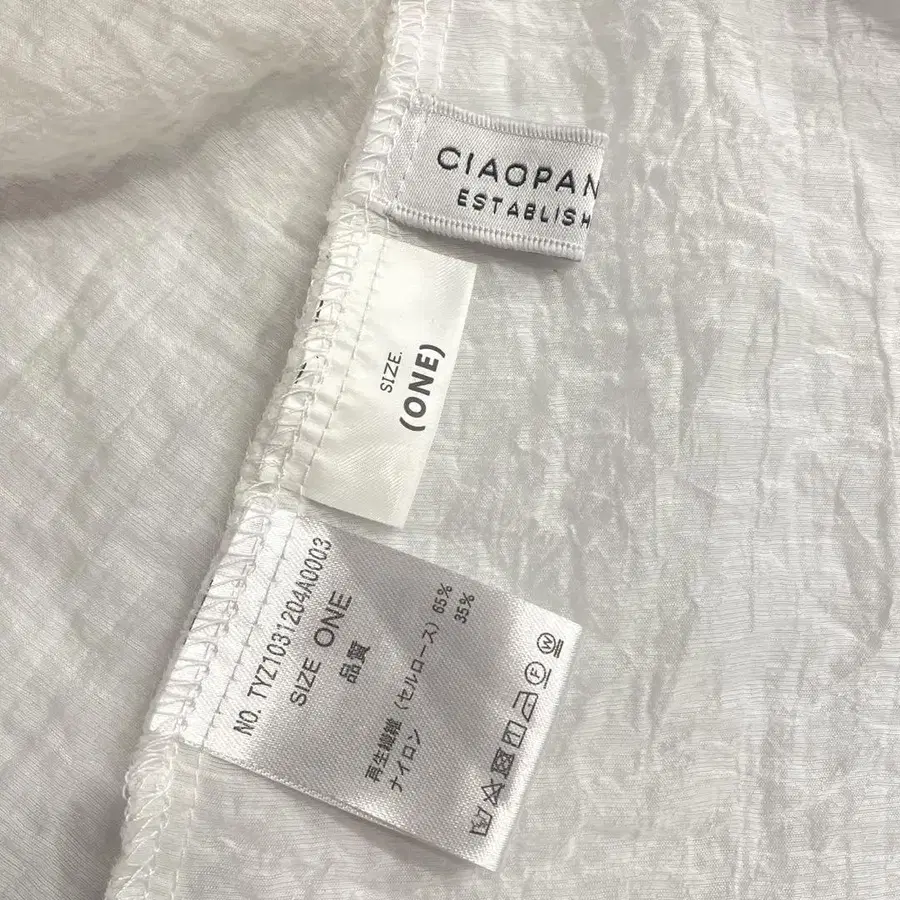 CIAOPAN
ESTABLISH
SIZE.
(ONE)
NO. TYZ1031204A0003
SIZE ONE
品質
再生繊維（セルロース）65%
ナイロン 35%